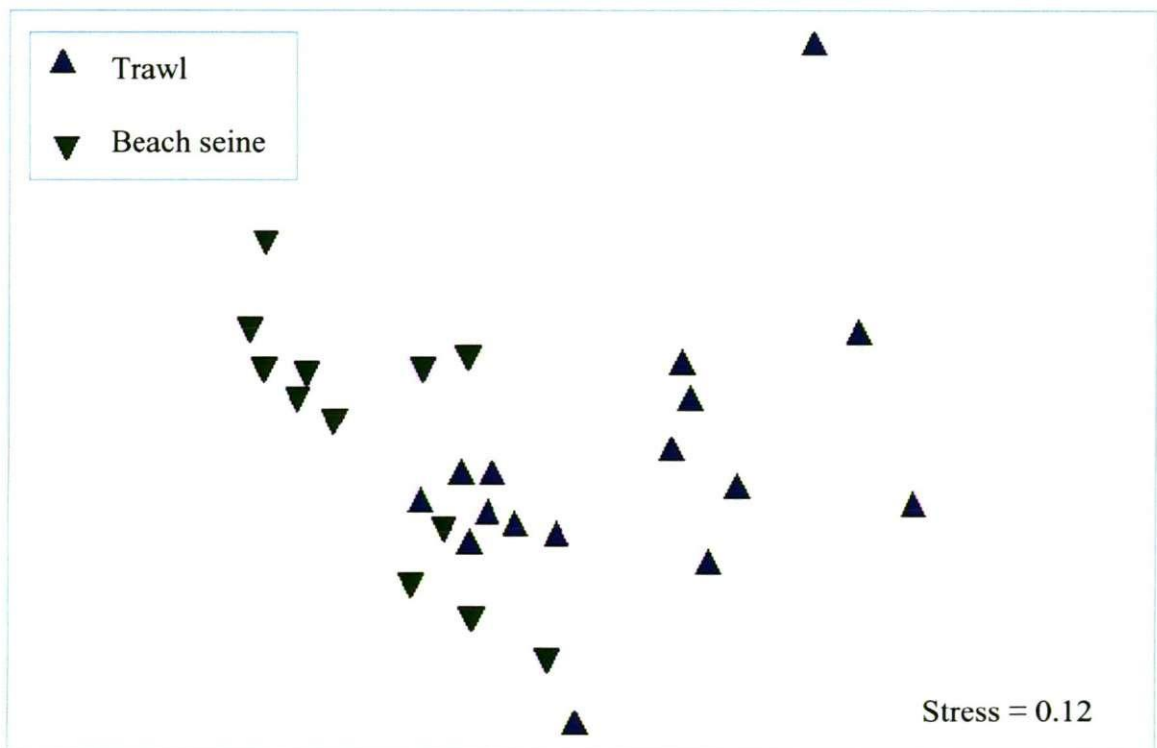 Trawl
Beach seine
Stress = 0.12